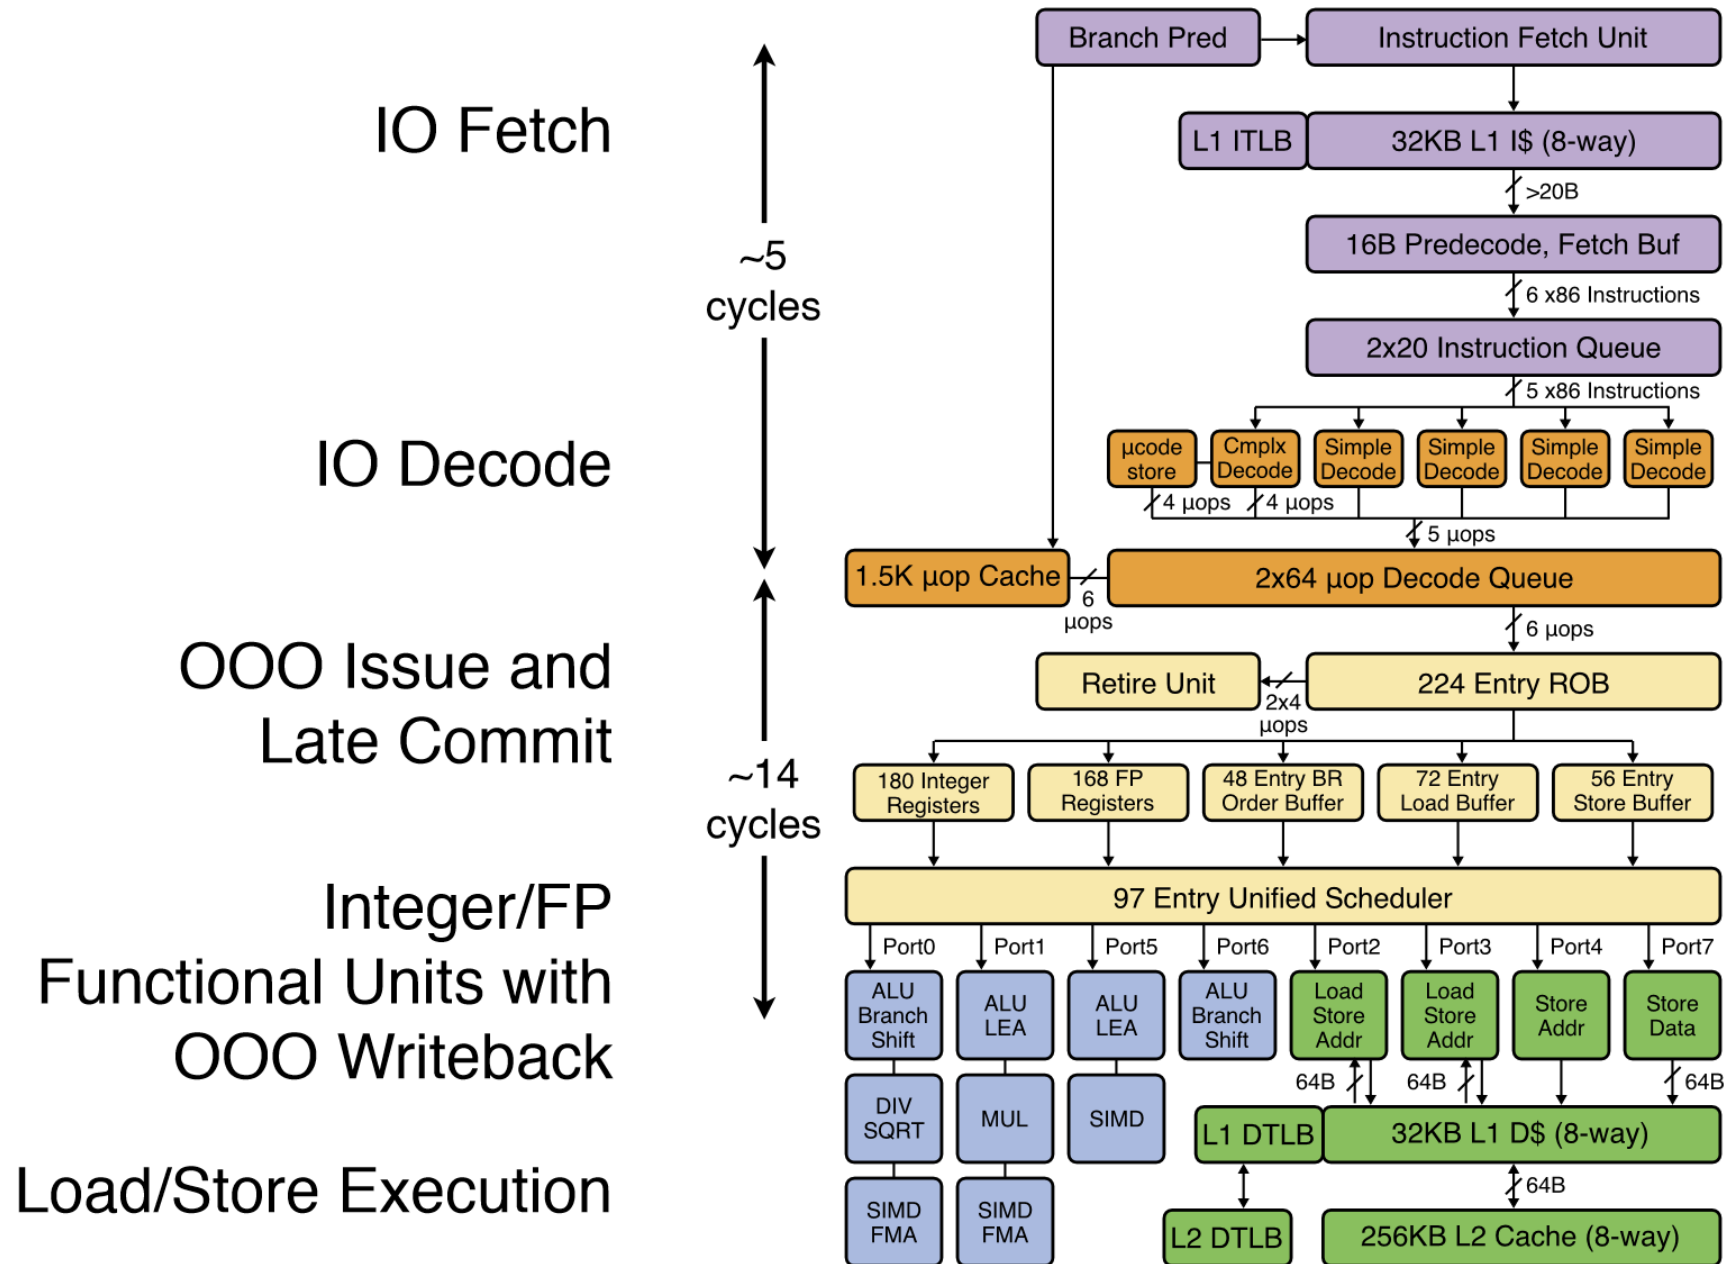 Branch Pred
Instruction Fetch Unit
IO Fetch
L1 ITLB
32KB L1 I$ (8-way)
>20B
~5
cycles
16B Predecode, Fetch Buf
6 x86 Instructions
2x20 Instruction Queue
5 x86 Instructions
IO Decode
µcode
store
Cmplx
Decode
Simple
Decode
Simple
Decode
Simple
Decode
Simple
Decode
4 µops
4 µops
5 µops
1.5K µop Cache
6
µops
2x64 µop Decode Queue
6 µops
OOO Issue and
Late Commit
Retire Unit
2x4
µops
224 Entry ROB
~14
cycles
180 Integer
Registers
168 FP
Registers
48 Entry BR
Order Buffer
72 Entry
Load Buffer
56 Entry
Store Buffer
97 Entry Unified Scheduler
Integer/FP
Functional Units with
OOO Writeback
Port0
Port1
Port5
Port6
Port2
Port3
Port4
Port7
ALU
Branch
Shift
ALU
LEA
ALU
LEA
ALU
Branch
Shift
Load
Store
Addr
Load
Store
Addr
Store
Addr
Store
Data
64B
64B
64B
DIV
SQRT
MUL
SIMD
L1 DTLB
32KB L1 D$ (8-way)
Load/Store Execution
64B
SIMD
FMA
SIMD
FMA
L2 DTLB
256KB L2 Cache (8-way)